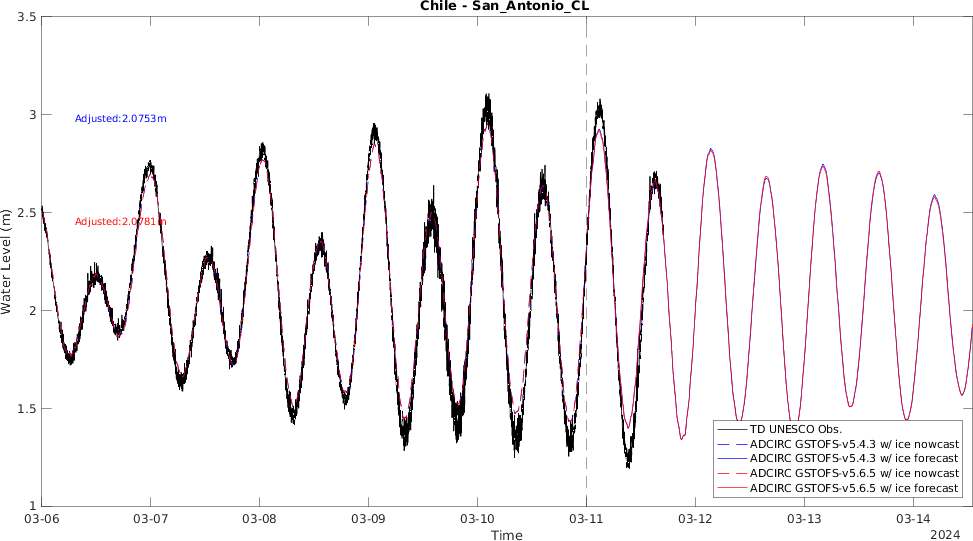 Chile - San_Antonio_CL
3.5
3
2.5
2
1.5
1
Water Level (m)
Adjusted:2.0753m
Adjusted:2.0781m
TD UNESCO Obs.
ADCIRC GSTOFS-v5.4.3 w/ ice nowcast
ADCIRC GSTOFS-v5.4.3 w/ ice forecast
ADCIRC GSTOFS-v5.6.5 w/ ice nowcast
ADCIRC GSTOFS-v5.6.5 w/ ice forecast
03-06 03-07 03-08 03-09 03-10 03-11 03-12 03-13 03-14
Time
2024